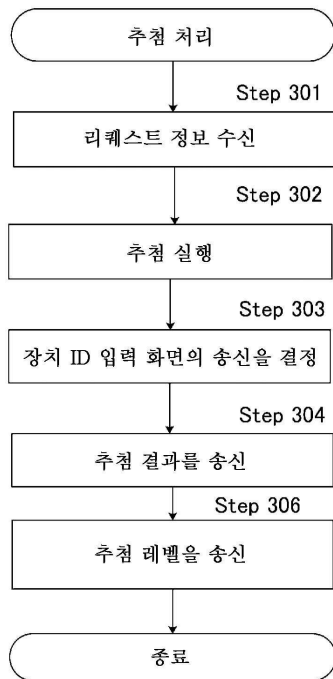 추첨 처리
Step 301
리퀘스트 정보 수신
Step 302
추첨 실행
Step 303
장치 ID 입력 화면의 송신을 결정
Step 304
추첨 결과를 송신
Step 306
추첨 레벨을 송신
종료